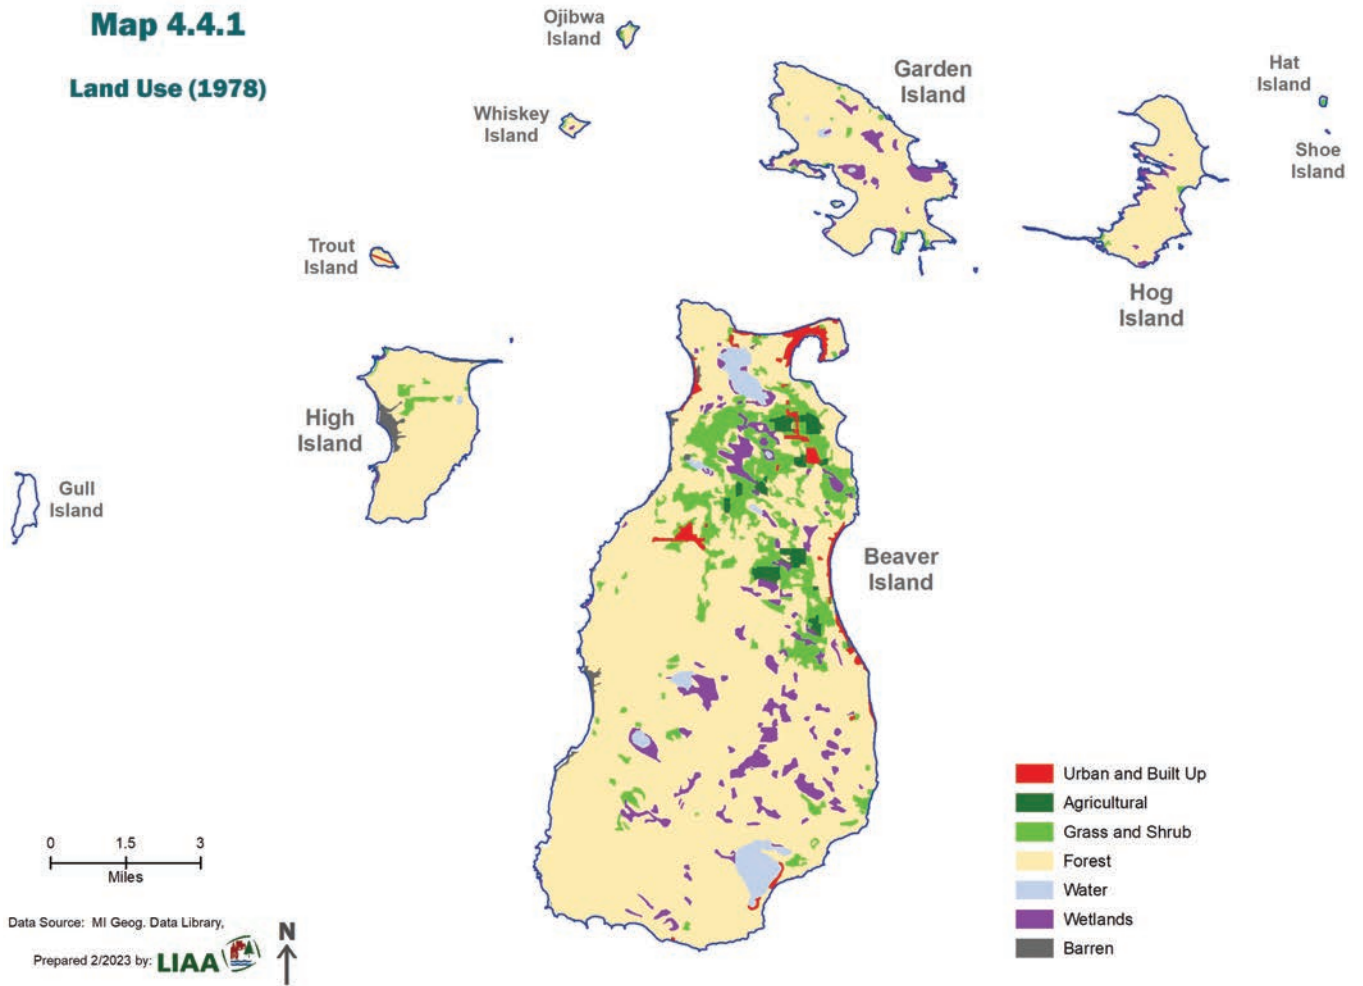 Map 4.4.1
Land Use (1978)
Ojibwa
Island
Whiskey
Island
Trout
Island
Garden
Island
Hat
Island
Shoe
Island
Hog
Island
High
Island
Gull
Island
Beaver
Island
Urban and Built Up
Agricultural
Grass and Shrub
Forest
Water
Wetlands
Barren
0 1.5 3
Miles
Data Source: MI Geog. Data Library,
Prepared 2/2023 by: LIAA
N